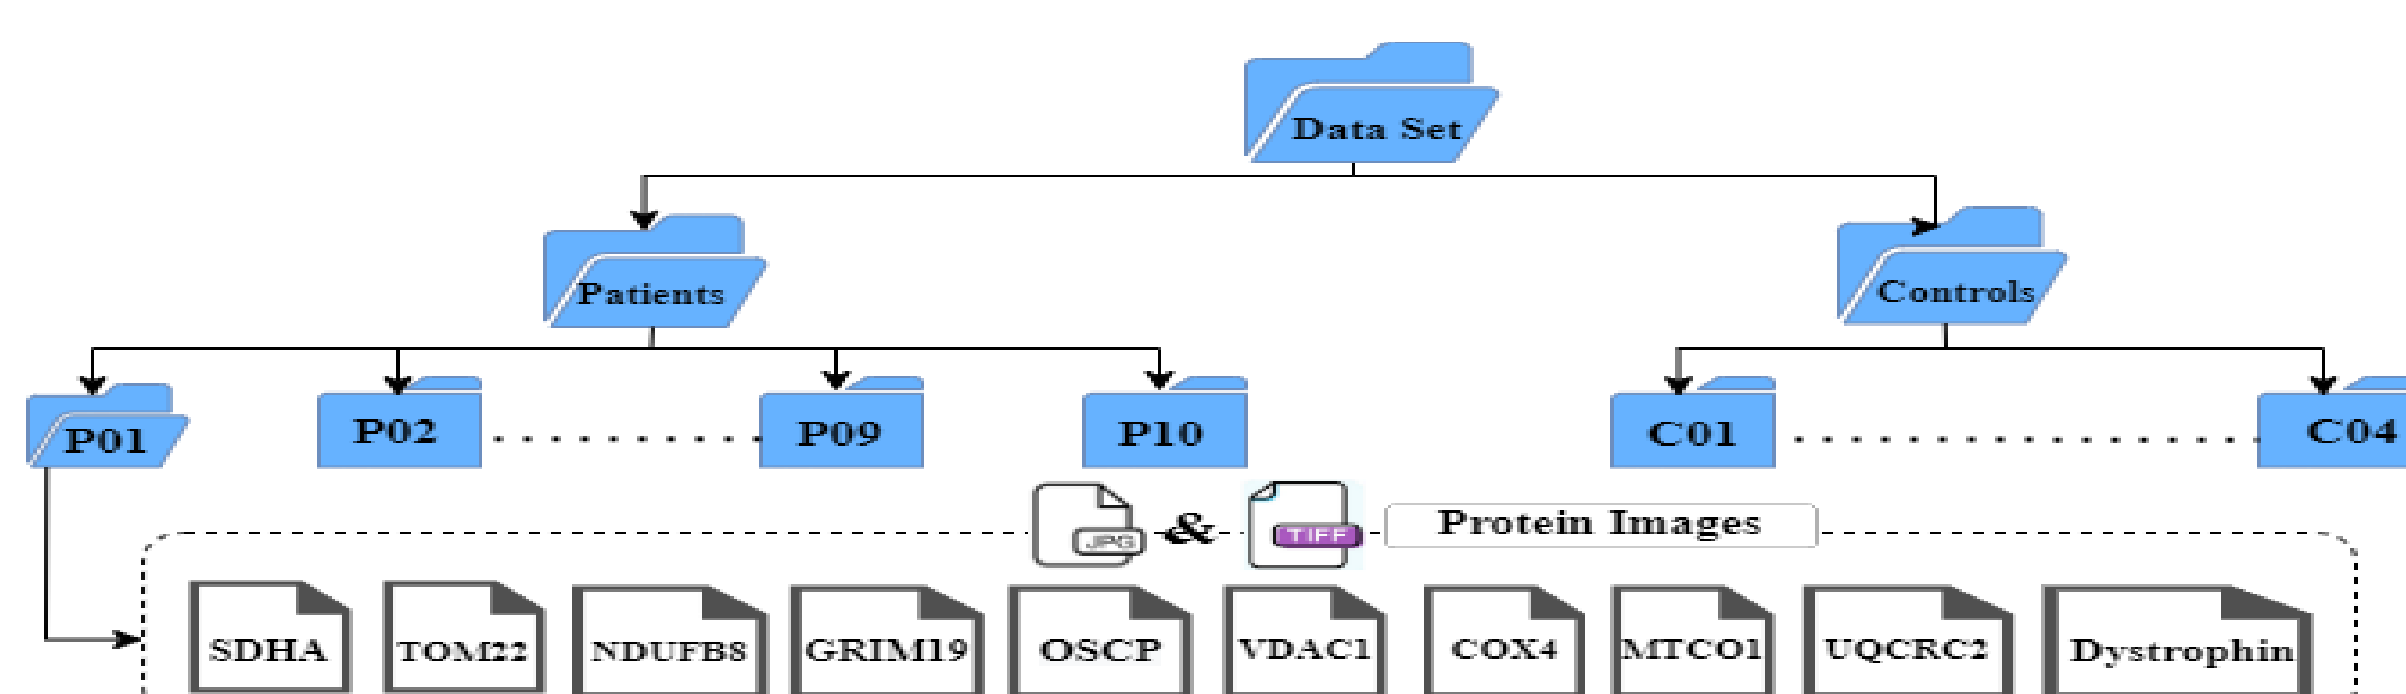 Data Set
Patients
Controls
P01
P02
P09
P10
C01
C04
JPG
&
TIFF
Protein Images
SDHA
TOM22
NDUFB8
GRIM19
OSCP
VDAC1
COX4
MTCO1
UQCRC2
Dystrophin